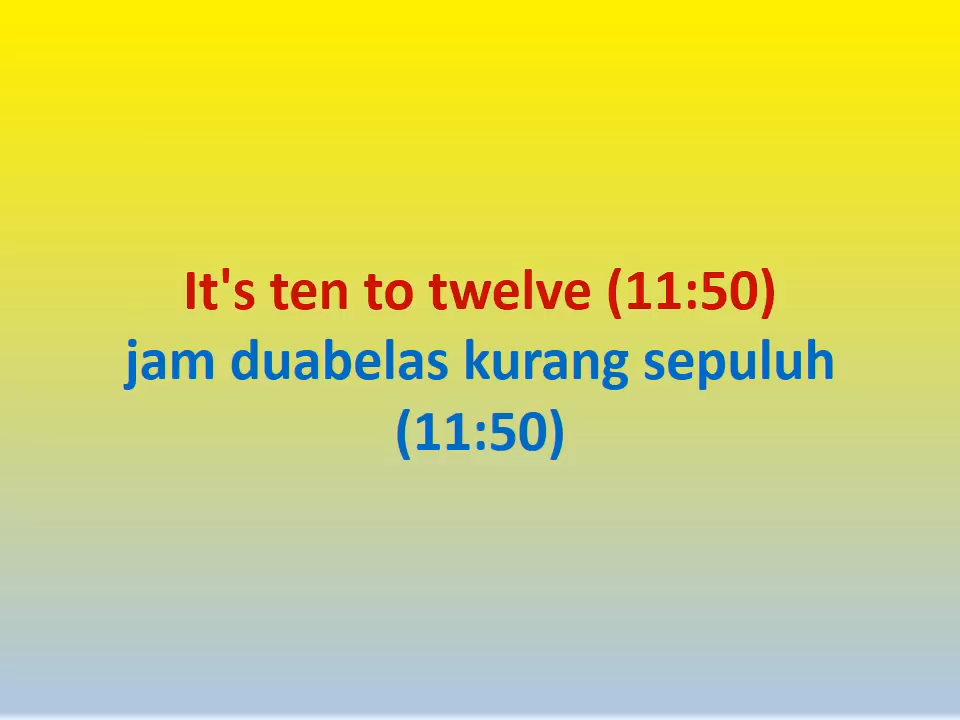 It's ten to twelve (11:50)
jam duabelas kurang sepuluh
(11:50)